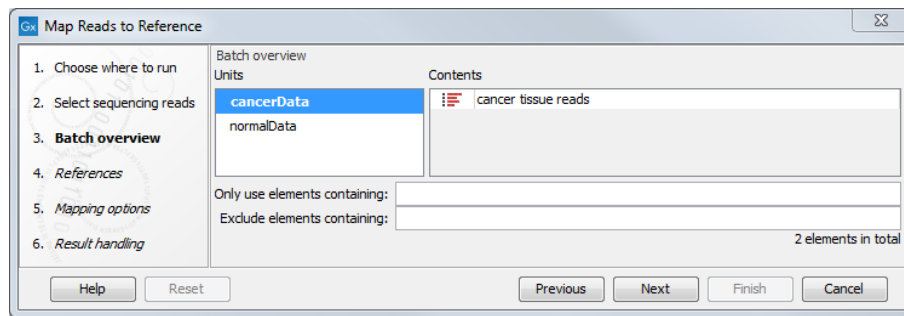 Gx Map Reads to Reference
1. Choose where to run
2. Select sequencing reads
3. Batch overview
4. References
5. Mapping options
6. Result handling
Batch overview
Units
cancerData
normalData
Contents
cancer tissue reads
Only use elements containing:
Exclude elements containing:
2 elements in total
Help
Reset
Previous
Next
Finish
Cancel